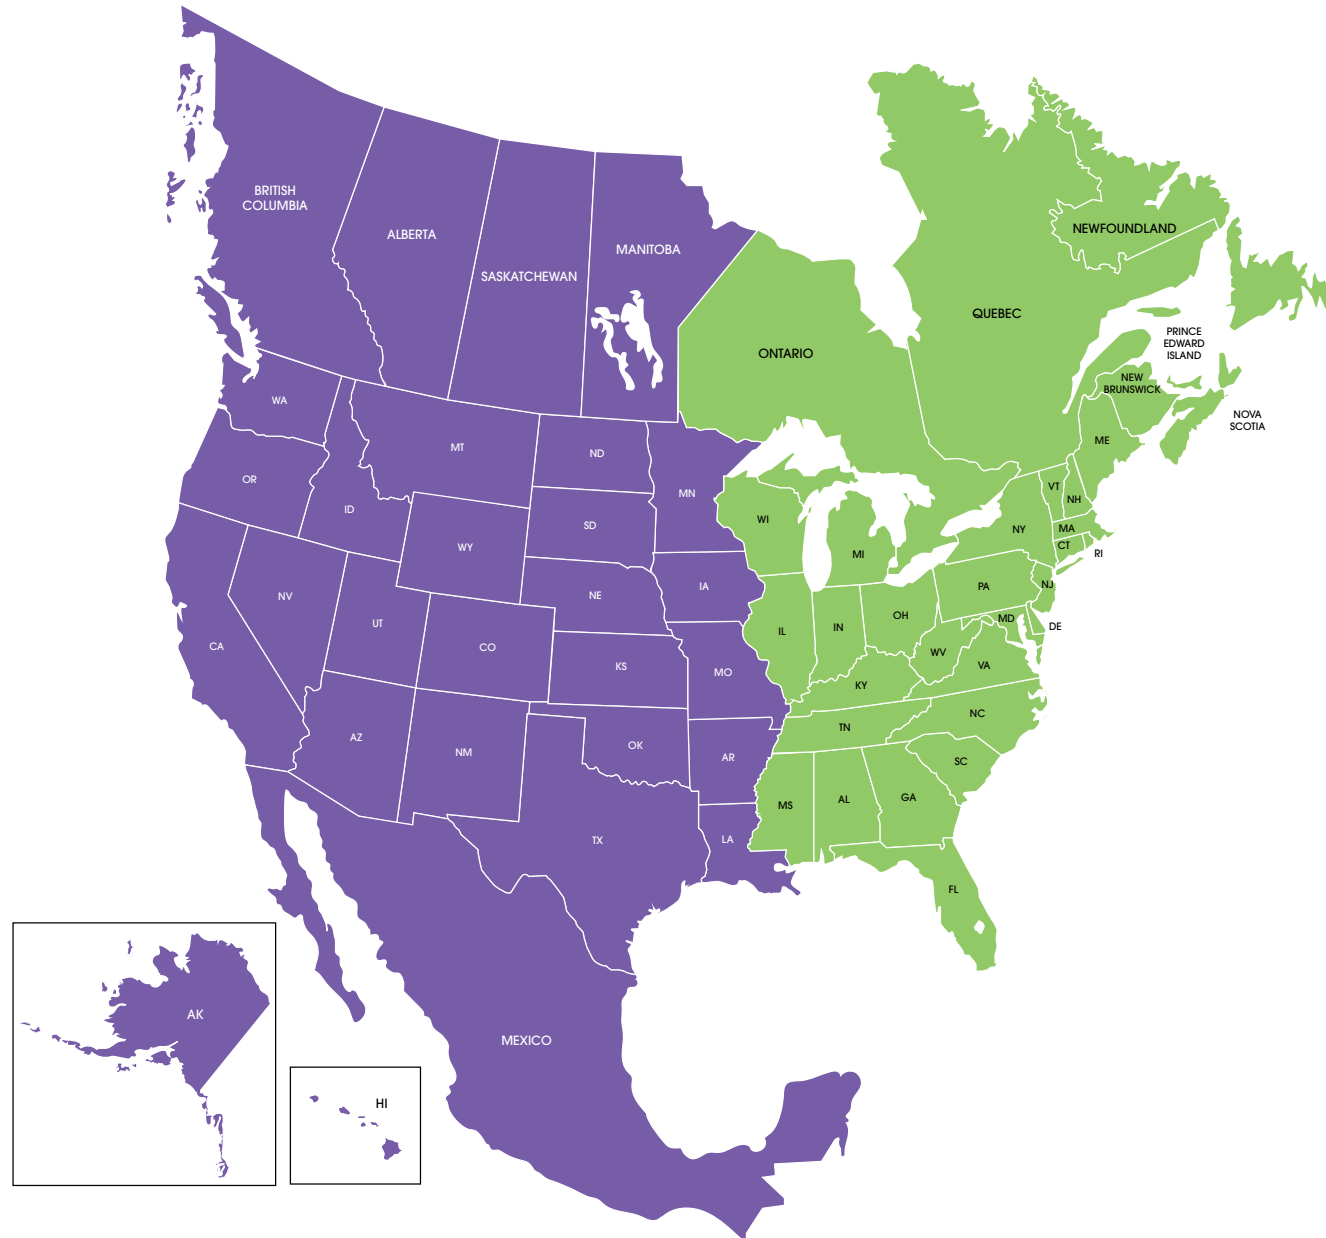 BRITISH
COLUMBIA
ALBERTA
SASKATCHEWAN
MANITOBA
ONTARIO
QUEBEC
NEWFOUNDLAND
PRINCE
EDWARD
ISLAND
NEW
BRUNSWICK
NOVA
SCOTIA
WA
OR
ID
MT
ND
MN
SD
WY
NE
IA
WI
MI
NY
VT
NH
ME
MA
CT
RI
NJ
PA
MD
DE
OH
IN
IL
WV
VA
KY
NC
TN
SC
MS
AL
GA
FL
CA
NV
UT
CO
KS
MO
AZ
NM
OK
AR
TX
LA
MEXICO
AK
HI